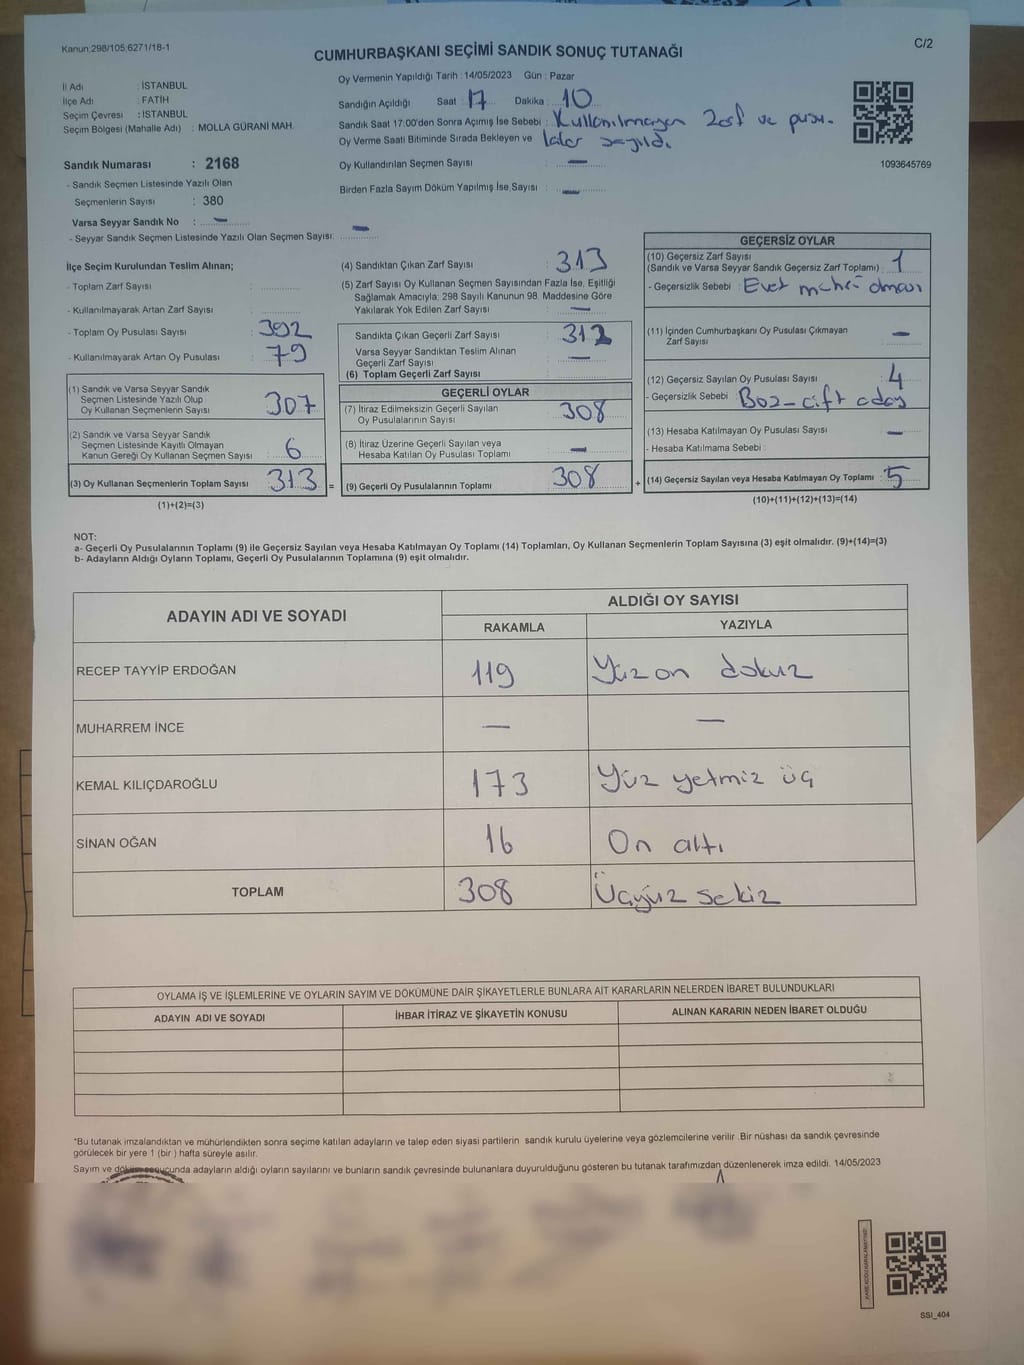 Kanun:298/105;6271/18-1
C/2
CUMHURBAŞKANI SEÇİMİ SANDIK SONUÇ TUTANAĞI
İl Adı : İSTANBUL
İlçe Adı : FATİH
Seçim Çevresi : İSTANBUL
Seçim Bölgesi (Mahalle Adı) : MOLLA GÜRANİ MAH.
Oy Vermenin Yapıldığı Tarih : 14/05/2023 Gün : Pazar
Sandığın Açıldığı Saat : 17 Dakika : 10
Sandık Saat 17:00'den Sonra Açımış İse Sebebi : Kullanılmayan zarf ve pusu-
Oy Verme Saati Bitiminde Sırada Bekleyen ve lalar sayıldı.
Oy Kullandırılan Seçmen Sayısı : —
Birden Fazla Sayım Döküm Yapılmış İse Sayısı : —
1093645769
Sandık Numarası : 2168
- Sandık Seçmen Listesinde Yazılı Olan
Seçmenlerin Sayısı : 380
Varsa Seyyar Sandık No : —
- Seyyar Sandık Seçmen Listesinde Yazılı Olan Seçmen Sayısı: —
İlçe Seçim Kurulundan Teslim Alınan;
- Toplam Zarf Sayısı :
- Kullanılmayarak Artan Zarf Sayısı :
- Toplam Oy Pusulası Sayısı : 392
- Kullanılmayarak Artan Oy Pusulası : 79
(1) Sandık ve Varsa Seyyar Sandık
Seçmen Listesinde Yazılı Olup
Oy Kullanan Seçmenlerin Sayısı : 307
(2) Sandık ve Varsa Seyyar Sandık
Seçmen Listesinde Kayıtlı Olmayan
Kanun Gereği Oy Kullanan Seçmen Sayısı : 6
(3) Oy Kullanan Seçmenlerin Toplam Sayısı : 313 =
(1)+(2)=(3)
(4) Sandıktan Çıkan Zarf Sayısı : 313
(5) Zarf Sayısı Oy Kullanan Seçmen Sayısından Fazla İse, Eşitliği
Sağlamak Amacıyla; 298 Sayılı Kanunun 98. Maddesine Göre
Yakılarak Yok Edilen Zarf Sayısı : —
Sandıkta Çıkan Geçerli Zarf Sayısı : 312
Varsa Seyyar Sandıktan Teslim Alınan
Geçerli Zarf Sayısı : —
(6) Toplam Geçerli Zarf Sayısı :
GEÇERLİ OYLAR
(7) İtiraz Edilmeksizin Geçerli Sayılan
Oy Pusulalarının Sayısı : 308
(8) İtiraz Üzerine Geçerli Sayılan veya
Hesaba Katılan Oy Pusulası Toplamı : —
(9) Geçerli Oy Pusulalarının Toplamı : 308 +
GEÇERSİZ OYLAR
(10) Geçersiz Zarf Sayısı
(Sandık ve Varsa Seyyar Sandık Geçersiz Zarf Toplamı) : 1
- Geçersizlik Sebebi : Evet mührü olması
(11) İçinden Cumhurbaşkanı Oy Pusulası Çıkmayan
Zarf Sayısı : —
(12) Geçersiz Sayılan Oy Pusulası Sayısı : 4
- Geçersizlik Sebebi : Boş - çift aday
(13) Hesaba Katılmayan Oy Pusulası Sayısı : —
- Hesaba Katılmama Sebebi :
(14) Geçersiz Sayılan veya Hesaba Katılmayan Oy Toplamı : 5
(10)+(11)+(12)+(13)=(14)
NOT:
a- Geçerli Oy Pusulalarının Toplamı (9) ile Geçersiz Sayılan veya Hesaba Katılmayan Oy Toplamı (14) Toplamları, Oy Kullanan Seçmenlerin Toplam Sayısına (3) eşit olmalıdır. (9)+(14)=(3)
b- Adayların Aldığı Oyların Toplamı, Geçerli Oy Pusulalarının Toplamına (9) eşit olmalıdır.
ADAYIN ADI VE SOYADI
ALDIĞI OY SAYISI
RAKAMLA YAZIYLA
RECEP TAYYİP ERDOĞAN 119 Yüz on dokuz
MUHARREM İNCE — —
KEMAL KILIÇDAROĞLU 173 Yüz yetmiz üç
SİNAN OĞAN 16 On altı
TOPLAM 308 Üçyüz sekiz
OYLAMA İŞ VE İŞLEMLERİNE VE OYLARIN SAYIM VE DÖKÜMÜNE DAİR ŞİKAYETLERLE BUNLARA AİT KARARLARIN NELERDEN İBARET BULUNDUKLARI
ADAYIN ADI VE SOYADI İHBAR İTİRAZ VE ŞİKAYETİN KONUSU ALINAN KARARIN NEDEN İBARET OLDUĞU
*Bu tutanak imzalandıktan ve mühürlendikten sonra seçime katılan adayların ve talep eden siyasi partilerin sandık kurulu üyelerine veya gözlemcilerine verilir .Bir nüshası da sandık çevresinde
görülecek bir yere 1 (bir ) hafta süreyle asılır.
Sayım ve döküm sonucunda adayların aldığı oyların sayılarını ve bunların sandık çevresinde bulunanlara duyurulduğunu gösteren bu tutanak tarafımızdan düzenlenerek imza edildi. 14/05/2023
SSI_404